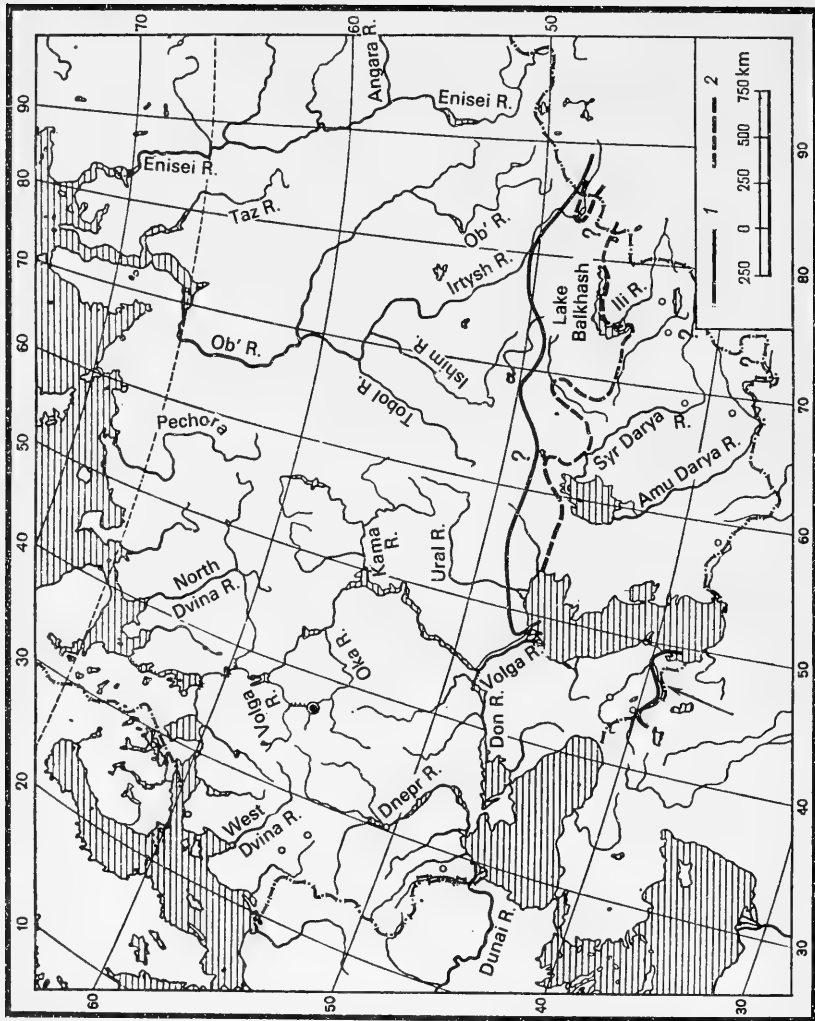 10
20
30
40
50
60
70
80
90
70
60
50
60
50
40
30
30
40
50
60
70
80
90
Enisei R.
Taz R.
Angara R.
Enisei R.
Ob' R.
Pechora
Ob' R.
Irtysh R.
Ishim R.
Tobol R.
North
Dvina R.
Kama
R.
Ural R.
Oka R.
Volga
R.
Volga R.
Don R.
West
Dvina R.
Dnepr R.
Dunai R.
Lake
Balkhash
Ili R.
Syr Darya
R.
Amu Darya R.
2
?
?
?
1
2
250 0 250 500 750 km